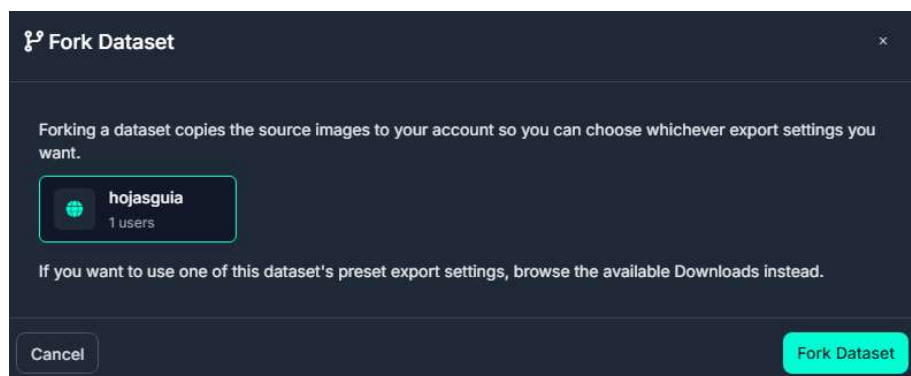 Fork Dataset
×
Forking a dataset copies the source images to your account so you can choose whichever export settings you
want.
hojasguia
1 users
If you want to use one of this dataset's preset export settings, browse the available Downloads instead.
Cancel
Fork Dataset